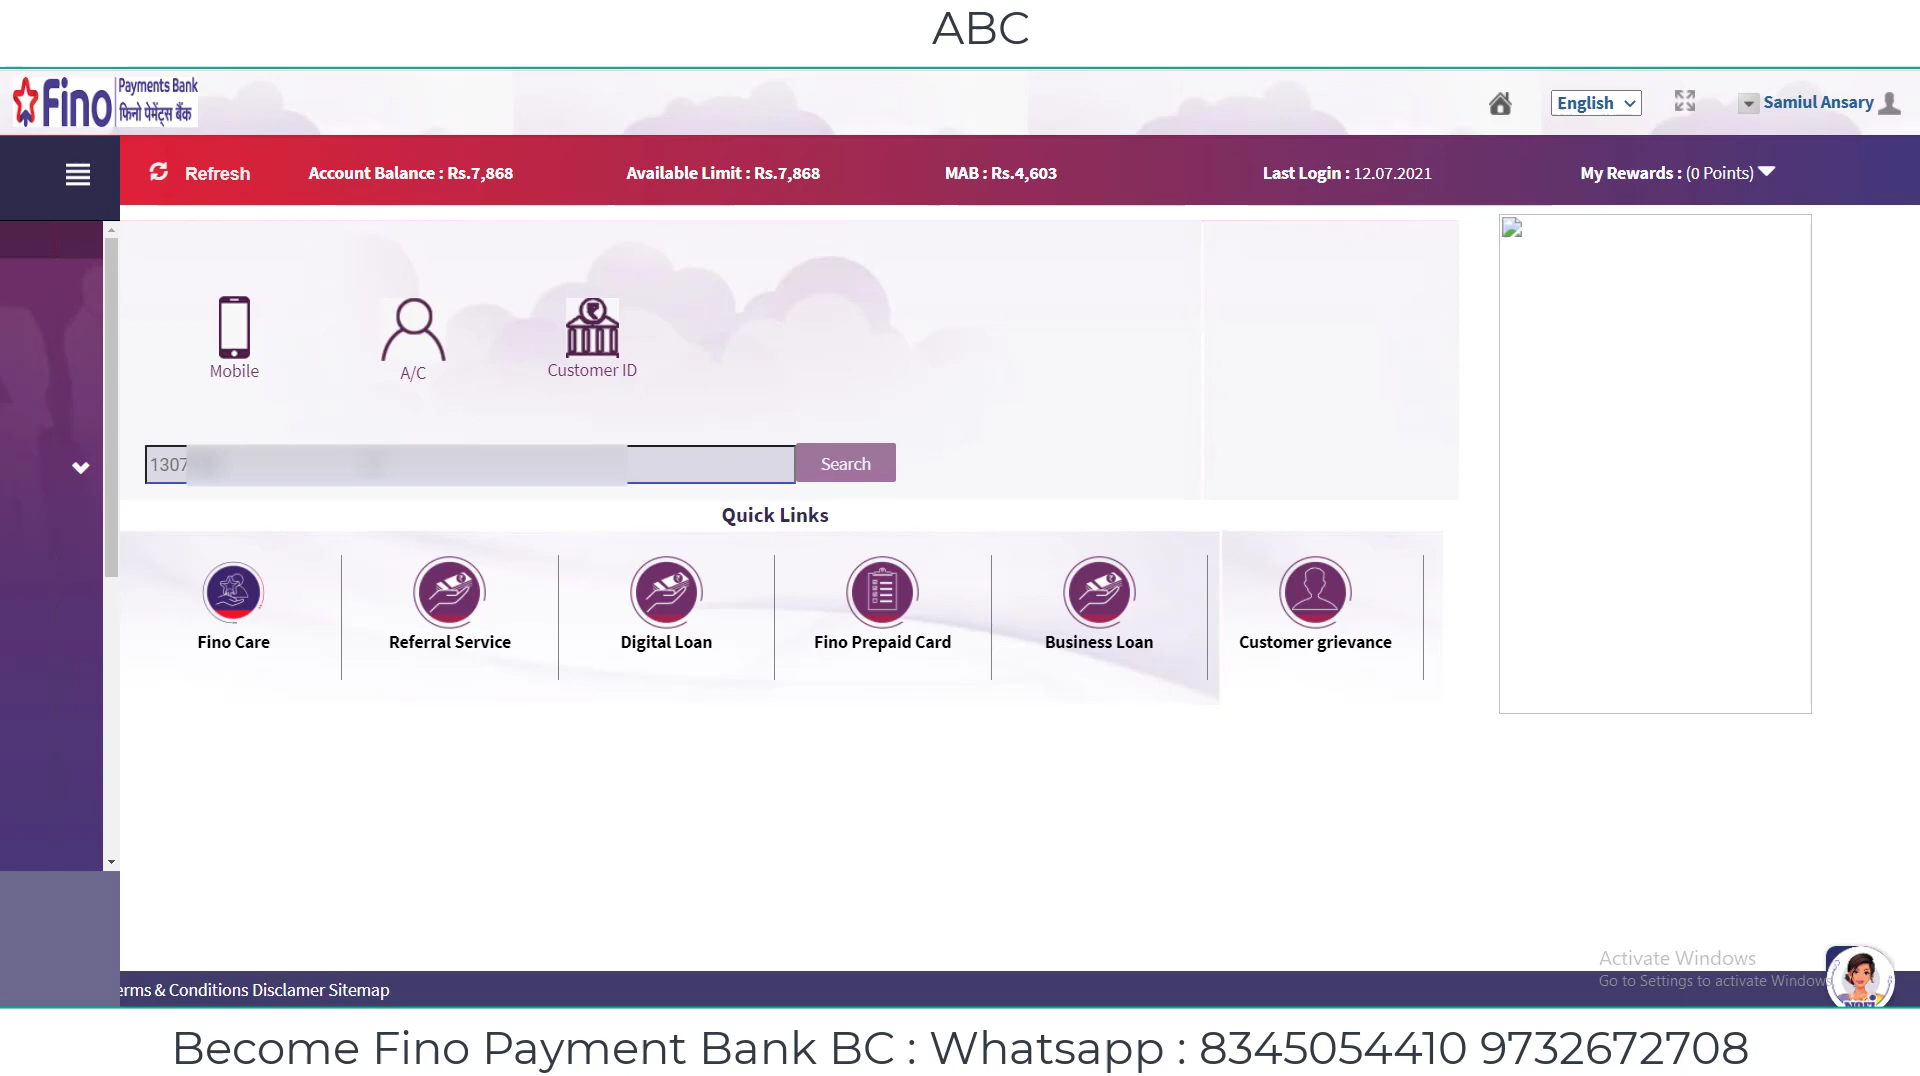 ABC
Fino Payments Bank
फिनो पेमेंट्स बैंक
English
Samiul Ansary
Refresh
Account Balance : Rs.7,868
Available Limit : Rs.7,868
MAB : Rs.4,603
Last Login : 12.07.2021
My Rewards : (0 Points)
Mobile
A/C
Customer ID
1307
Search
Quick Links
Fino Care
Referral Service
Digital Loan
Fino Prepaid Card
Business Loan
Customer grievance
Activate Windows
Go to Settings to activate Windows
erms & Conditions Disclamer Sitemap
Become Fino Payment Bank BC : Whatsapp : 8345054410 9732672708